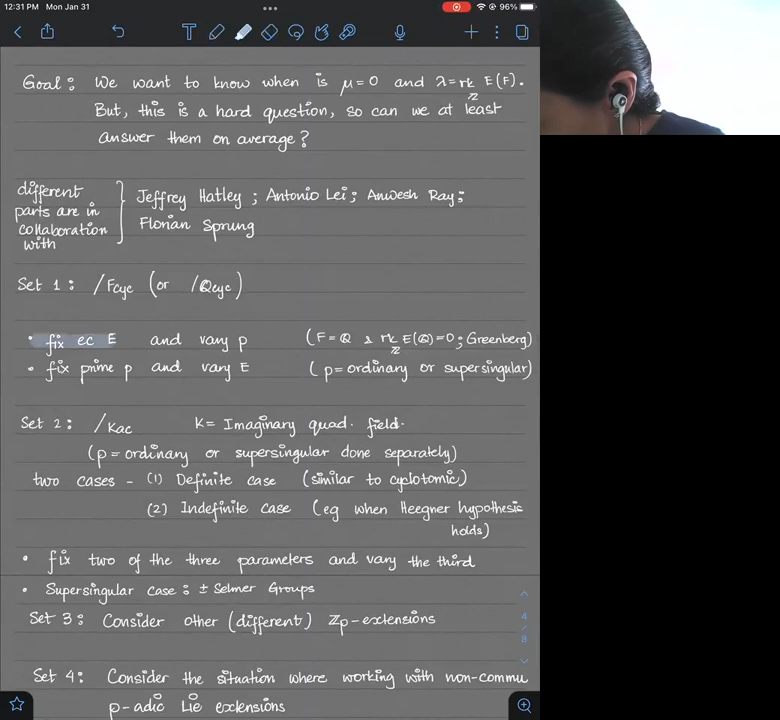 12:31 PM Mon Jan 31
96%
Goal: We want to know when is μ=0 and λ=rk_ℤ E(F).
But, this is a hard question, so can we at least
answer them on average?
different
parts are in
collaboration
with
Jeffrey Hatley ; Antonio Lei ; Anwesh Ray ;
Florian Sprung
Set 1: /Fcyc (or /Qcyc)
• fix ec E and vary p (F=Q & rk_ℤ E(Q)=0 ; Greenberg)
• fix prime p and vary E (p=ordinary or supersingular)
Set 2: /Kac K= Imaginary quad. field.
(p=ordinary or supersingular done separately)
two cases - (1) Definite case (similar to cyclotomic)
(2) Indefinite case (eg when Heegner hypothesis
holds)
• fix two of the three parameters and vary the third
• Supersingular case: ± Selmer Groups
Set 3: Consider other (different) ℤp-extensions
Set 4: Consider the situation where working with non-commu
p-adic Lie extensions
4
/
8